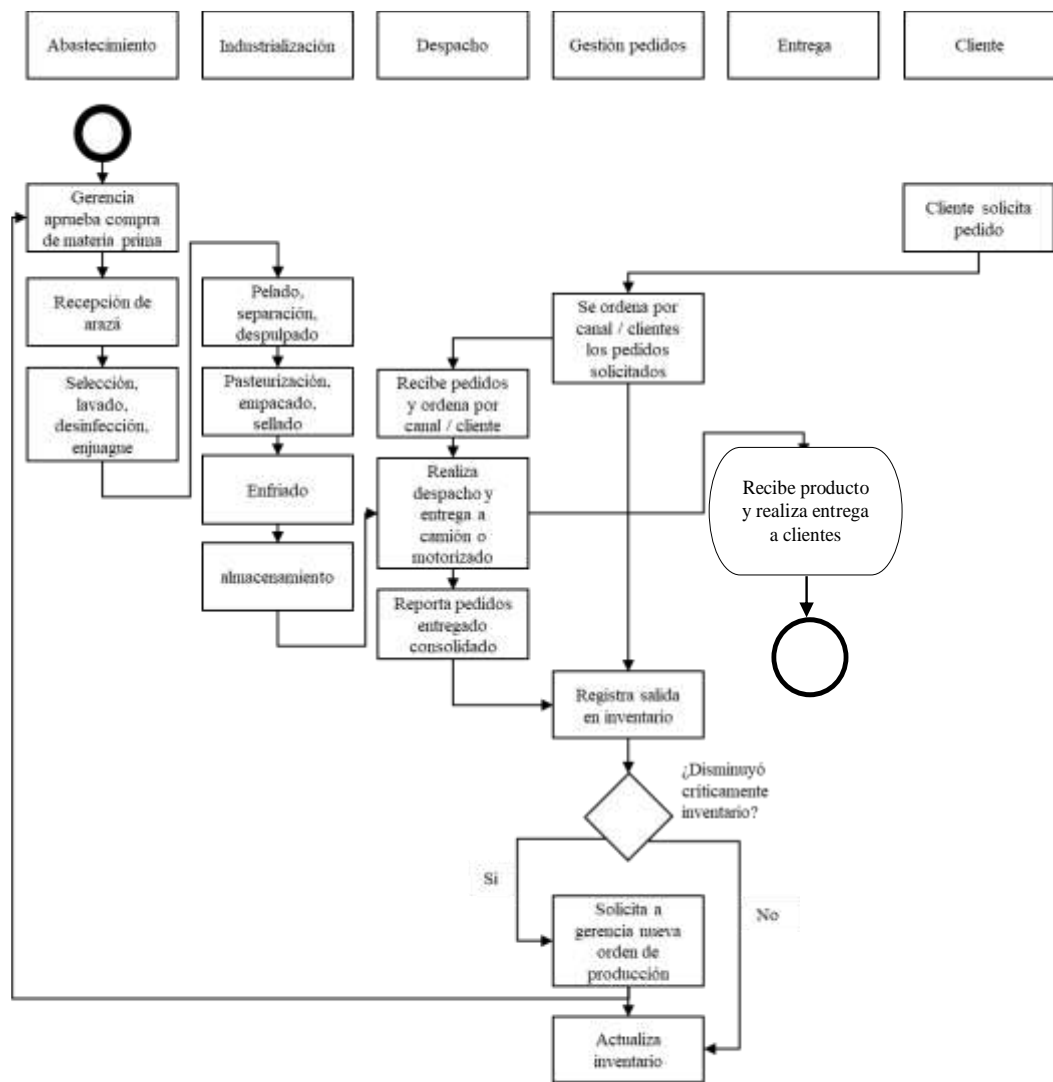 Abastecimiento
Industrialización
Despacho
Gestión pedidos
Entrega
Cliente
Gerencia
aprueba compra
de materia prima
Recepción de
arazá
Selección,
lavado,
desinfección,
enjuague
Pelado,
separación,
despulpado
Pasteurización,
empacado,
sellado
Enfriado
almacenamiento
Recibe pedidos
y ordena por
canal / cliente
Realiza
despacho y
entrega a
camión o
motorizado
Reporta pedidos
entregado
consolidado
Se ordena por
canal / clientes
los pedidos
solicitados
Registra salida
en inventario
¿Disminuyó
críticamente
inventario?
Si
No
Solicita a
gerencia nueva
orden de
producción
Actualiza
inventario
Recibe producto
y realiza entrega
a clientes
Cliente solicita
pedido